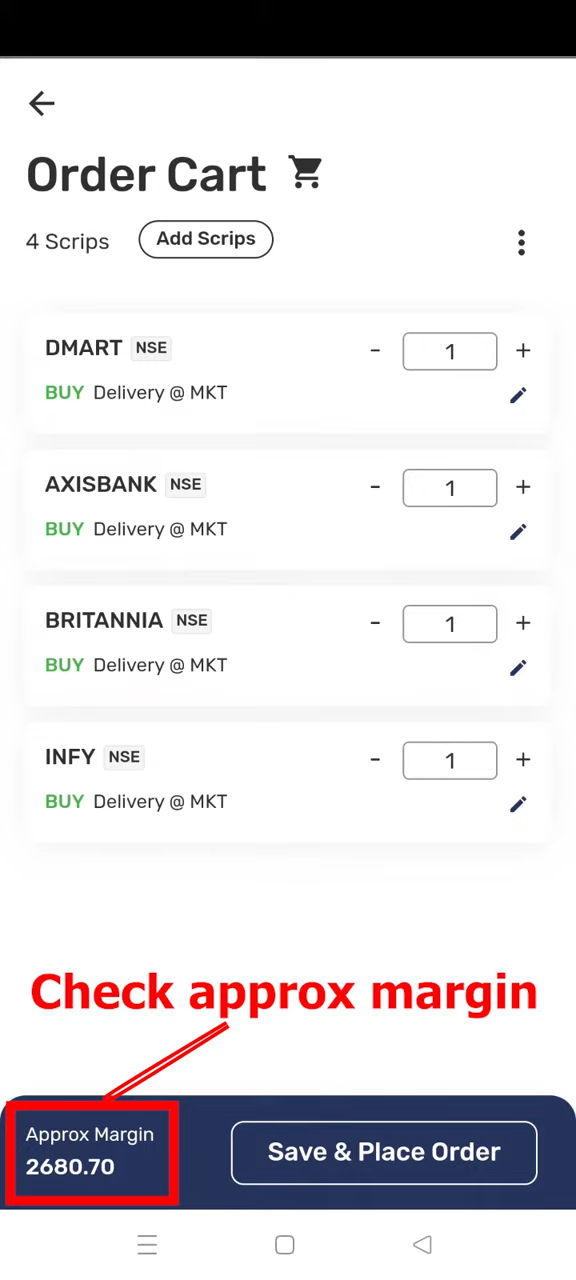 Order Cart
4 Scrips Add Scrips
DMART NSE - 1 +
BUY Delivery @ MKT
AXISBANK NSE - 1 +
BUY Delivery @ MKT
BRITANNIA NSE - 1 +
BUY Delivery @ MKT
INFY NSE - 1 +
BUY Delivery @ MKT
Check approx margin
Approx Margin
2680.70
Save & Place Order